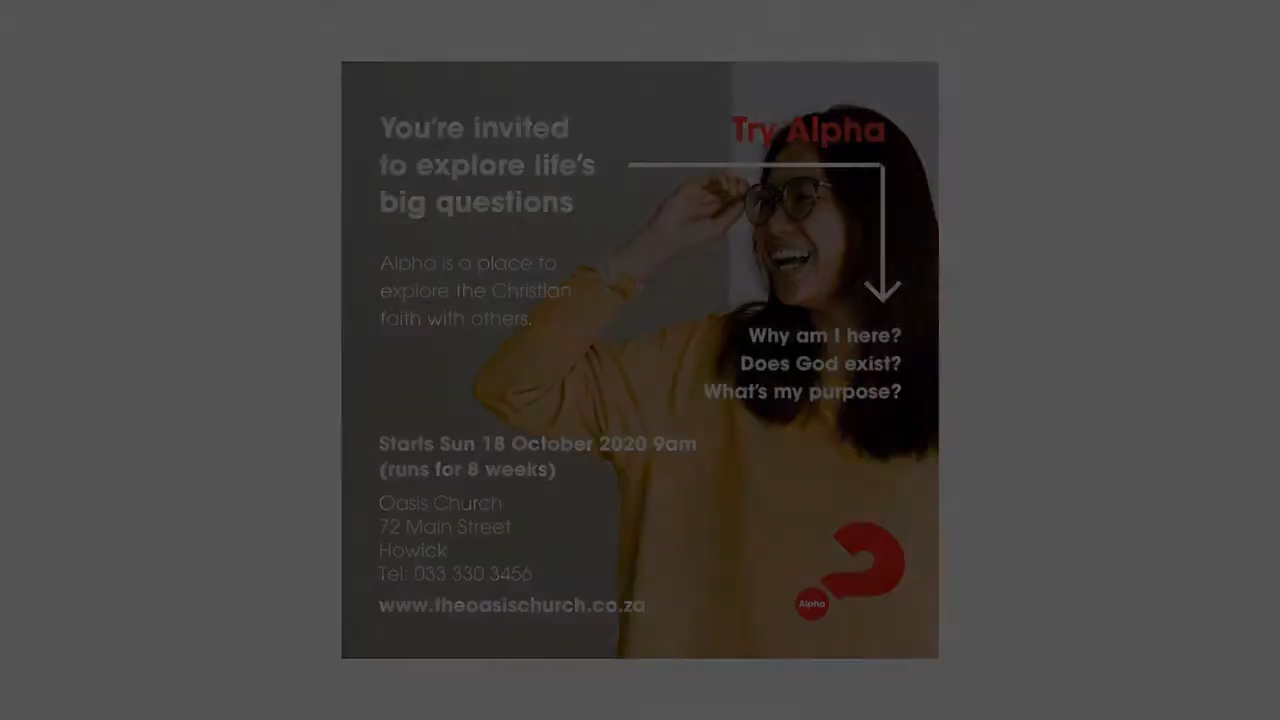 You're invited
to explore life's
big questions
Try Alpha
Alpha is a place to
explore the Christian
faith with others.
Why am I here?
Does God exist?
What's my purpose?
Starts Sun 18 October 2020 9am
(runs for 8 weeks)
Oasis Church
72 Main Street
Howick
Tel: 033 330 3456
www.theoasischurch.co.za
Alpha